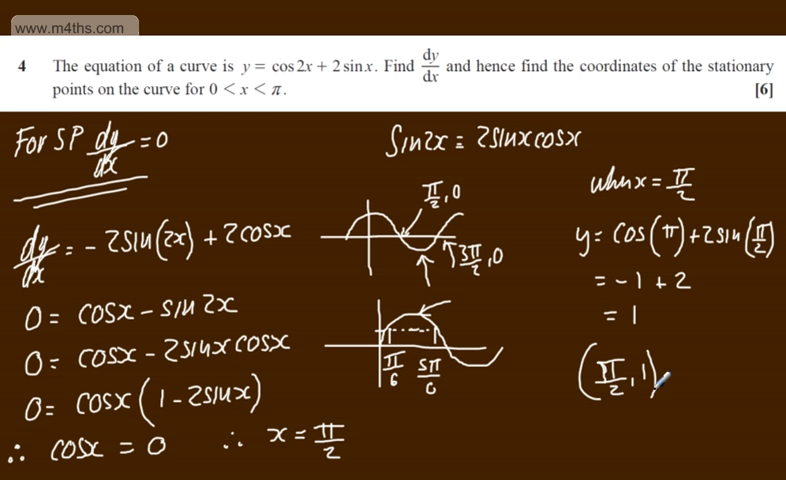 www.m4ths.com
4 The equation of a curve is y = cos 2x + 2 sin x. Find dy/dx and hence find the coordinates of the stationary
points on the curve for 0 < x < π. [6]
For SP dy/dx = 0
dy/dx = - 2sin(2x) + 2cosx
0 = cosx - sin 2x
0 = cosx - 2sinx cosx
0 = cosx (1 - 2sinx)
∴ cosx = 0 ∴ x = π/2
Sin2x = 2sinxcosx
π/2, 0
3π/2, 0
π/6 5π/6
when x = π/2
y = cos(π) + 2sin(π/2)
= -1 + 2
= 1
(π/2, 1),